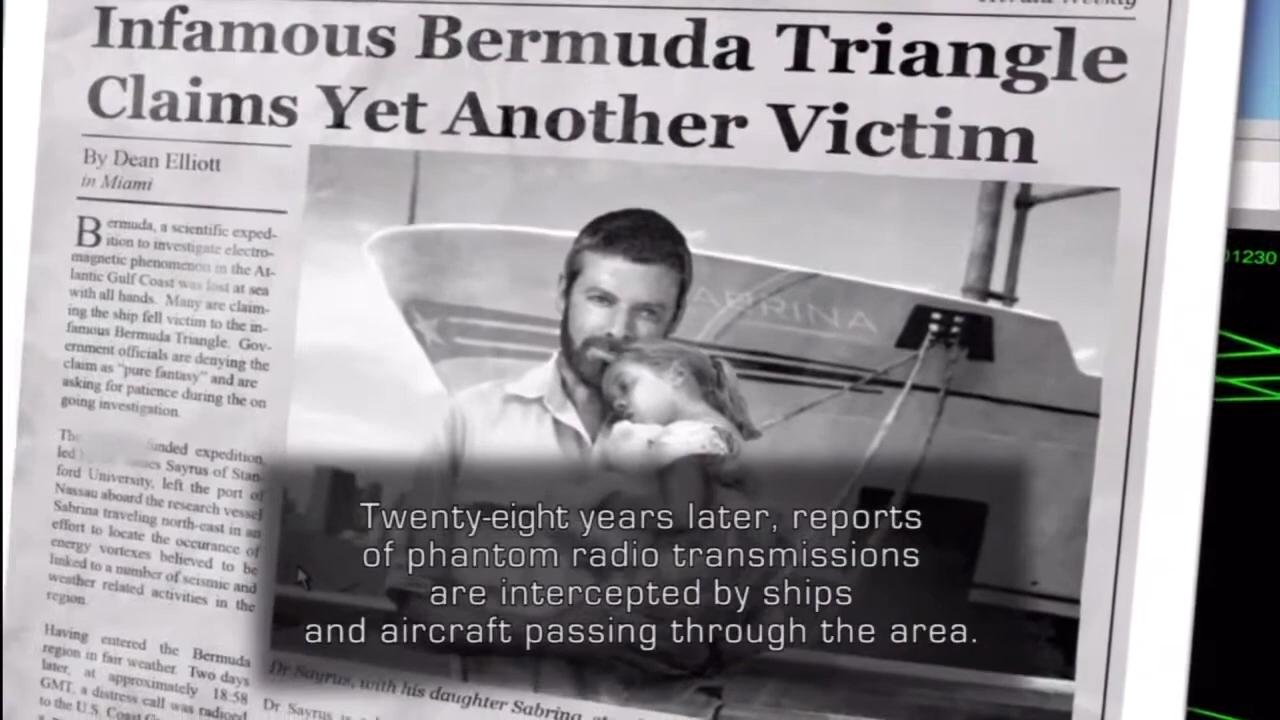 Infamous Bermuda Triangle
Claims Yet Another Victim
By Dean Elliott
in Miami
Bermuda, a scientific exped-
ition to investigate electro-
magnetic phenomenon in the At-
lantic Gulf Coast was lost at sea
with all hands. Many are claim-
ing the ship fell victim to the in-
famous Bermuda Triangle. Gov-
ernment officials are denying the
claim as "pure fantasy" and are
asking for patience during the on
going investigation.
expedition,
led Sayrus of Stan-
ford University, left the port of
Nassau aboard the research vessel
Sabrina traveling north-east in an
effort to locate the occurance of
energy vortexes believed to be
linked to a number of seismic and
weather related activities in the
region.
Having entered the Bermuda
region in fair weather. Two days
later, at approximately 18:58
GMT, a distress call was radioed
to the U.S. Coast
ABRINA
01230
Twenty-eight years later, reports
of phantom radio transmissions
are intercepted by ships
and aircraft passing through the area.
Dr Sayrus, with his daughter Sabrina,
Dr Sayrus is